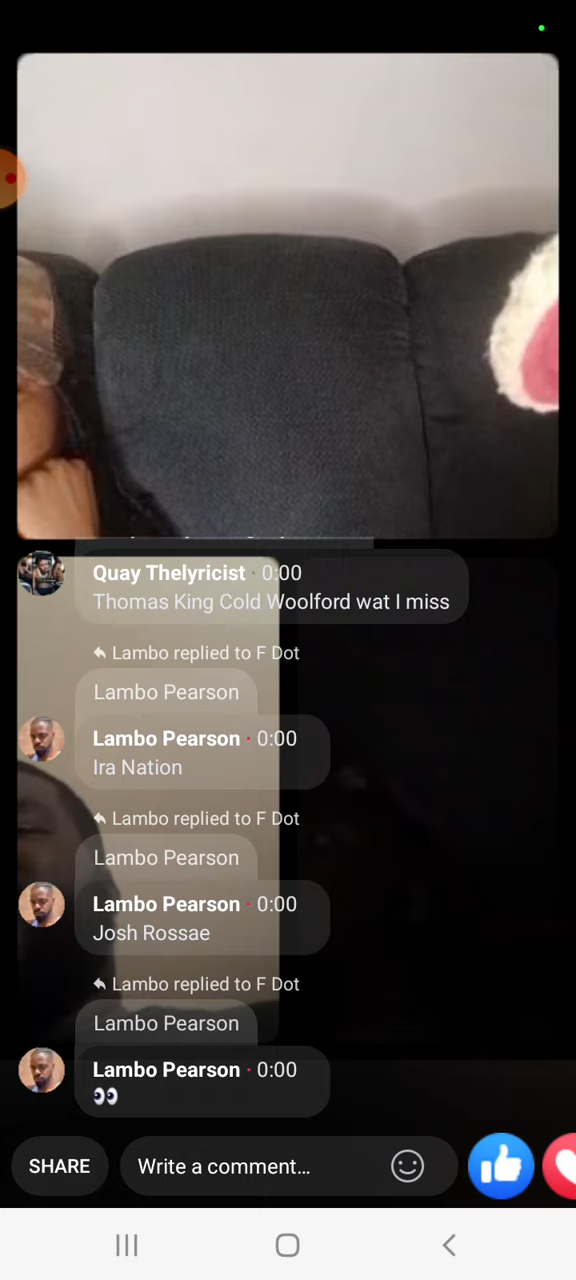 Quay Thelyricist · 0:00
Thomas King Cold Woolford wat I miss
Lambo replied to F Dot
Lambo Pearson
Lambo Pearson · 0:00
Ira Nation
Lambo replied to F Dot
Lambo Pearson
Lambo Pearson · 0:00
Josh Rossae
Lambo replied to F Dot
Lambo Pearson
Lambo Pearson · 0:00
👀
SHARE
Write a comment...